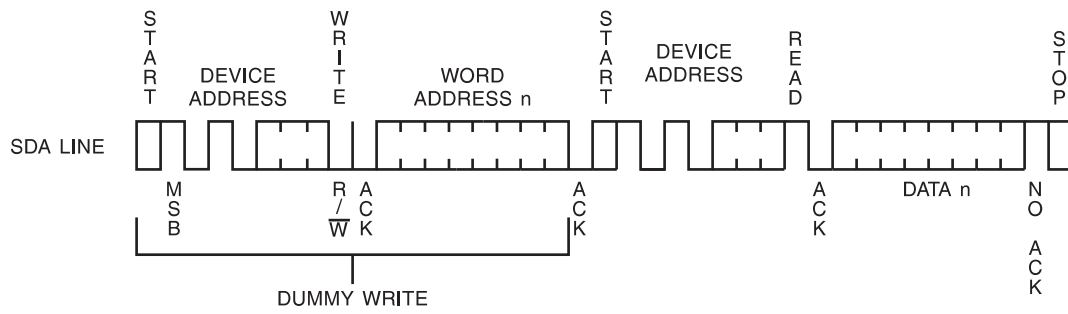 START
WRITE
START
READ
STOP
DEVICE
ADDRESS
WORD
ADDRESS n
DEVICE
ADDRESS
SDA LINE
MSB
R/W
ACK
ACK
ACK
DATA n
NO ACK
DUMMY WRITE